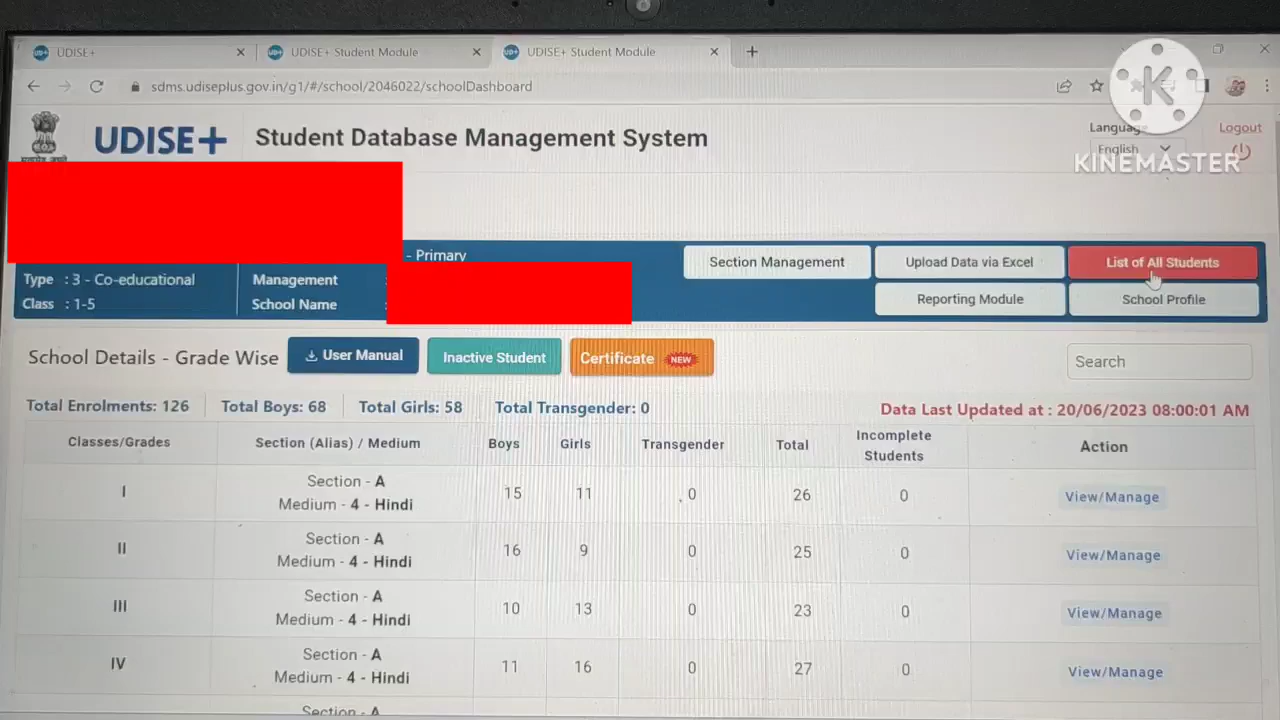 UDISE+
UDISE+ Student Module
UDISE+ Student Module
sdms.udiseplus.gov.in/g1/#/school/2046022/schoolDashboard
UDISE+
Student Database Management System
Language
English
Logout
KINEMASTER
- Primary
Type : 3 - Co-educational
Management :
Class : 1-5
School Name :
Section Management
Upload Data via Excel
List of All Students
Reporting Module
School Profile
School Details - Grade Wise
User Manual
Inactive Student
Certificate NEW
Search
Total Enrolments: 126
Total Boys: 68
Total Girls: 58
Total Transgender: 0
Data Last Updated at : 20/06/2023 08:00:01 AM
Classes/Grades
Section (Alias) / Medium
Boys
Girls
Transgender
Total
Incomplete
Students
Action
I
Section - A
Medium - 4 - Hindi
15
11
0
26
0
View/Manage
II
Section - A
Medium - 4 - Hindi
16
9
0
25
0
View/Manage
III
Section - A
Medium - 4 - Hindi
10
13
0
23
0
View/Manage
IV
Section - A
Medium - 4 - Hindi
11
16
0
27
0
View/Manage
Section - A